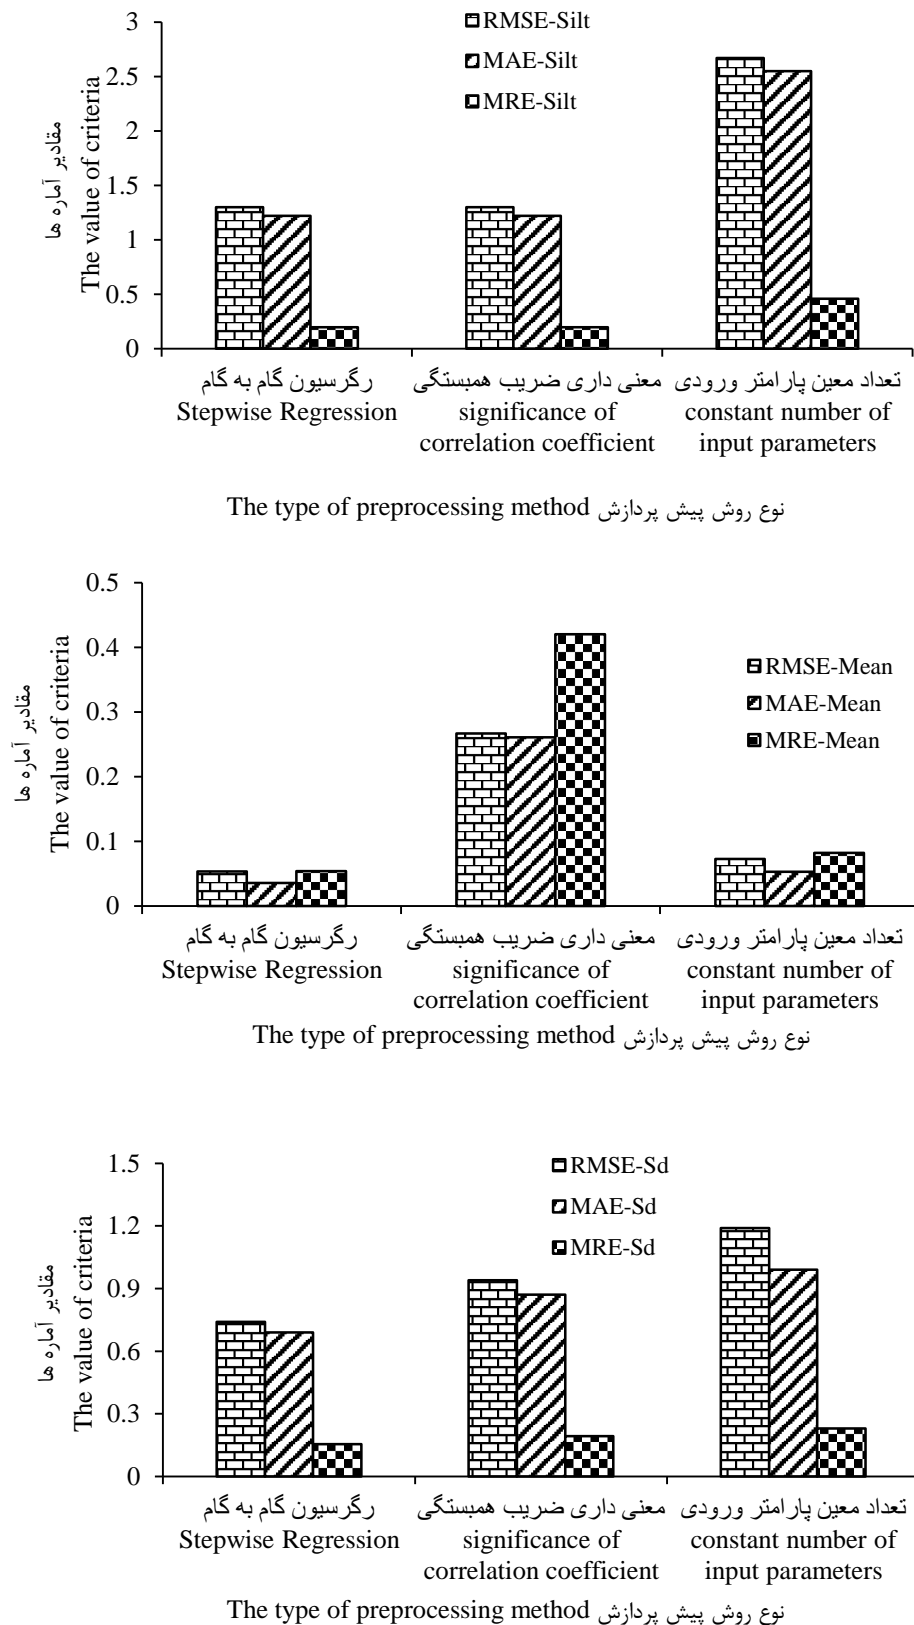 RMSE-Silt
MAE-Silt
MRE-Silt
مقادیر آماره ها
The value of criteria
3
2.5
2
1.5
1
0.5
0
رگرسیون گام به گام
Stepwise Regression
معنی داری ضریب همبستگی
significance of
correlation coefficient
تعداد معین پارامتر ورودی
constant number of
input parameters
The type of preprocessing method نوع روش پیش پردازش
RMSE-Mean
MAE-Mean
MRE-Mean
مقادیر آماره ها
The value of criteria
0.5
0.4
0.3
0.2
0.1
0
رگرسیون گام به گام
Stepwise Regression
معنی داری ضریب همبستگی
significance of
correlation coefficient
تعداد معین پارامتر ورودی
constant number of
input parameters
The type of preprocessing method نوع روش پیش پردازش
RMSE-Sd
MAE-Sd
MRE-Sd
مقادیر آماره ها
The value of criteria
1.5
1.2
0.9
0.6
0.3
0
رگرسیون گام به گام
Stepwise Regression
معنی داری ضریب همبستگی
significance of
correlation coefficient
تعداد معین پارامتر ورودی
constant number of
input parameters
The type of preprocessing method نوع روش پیش پردازش